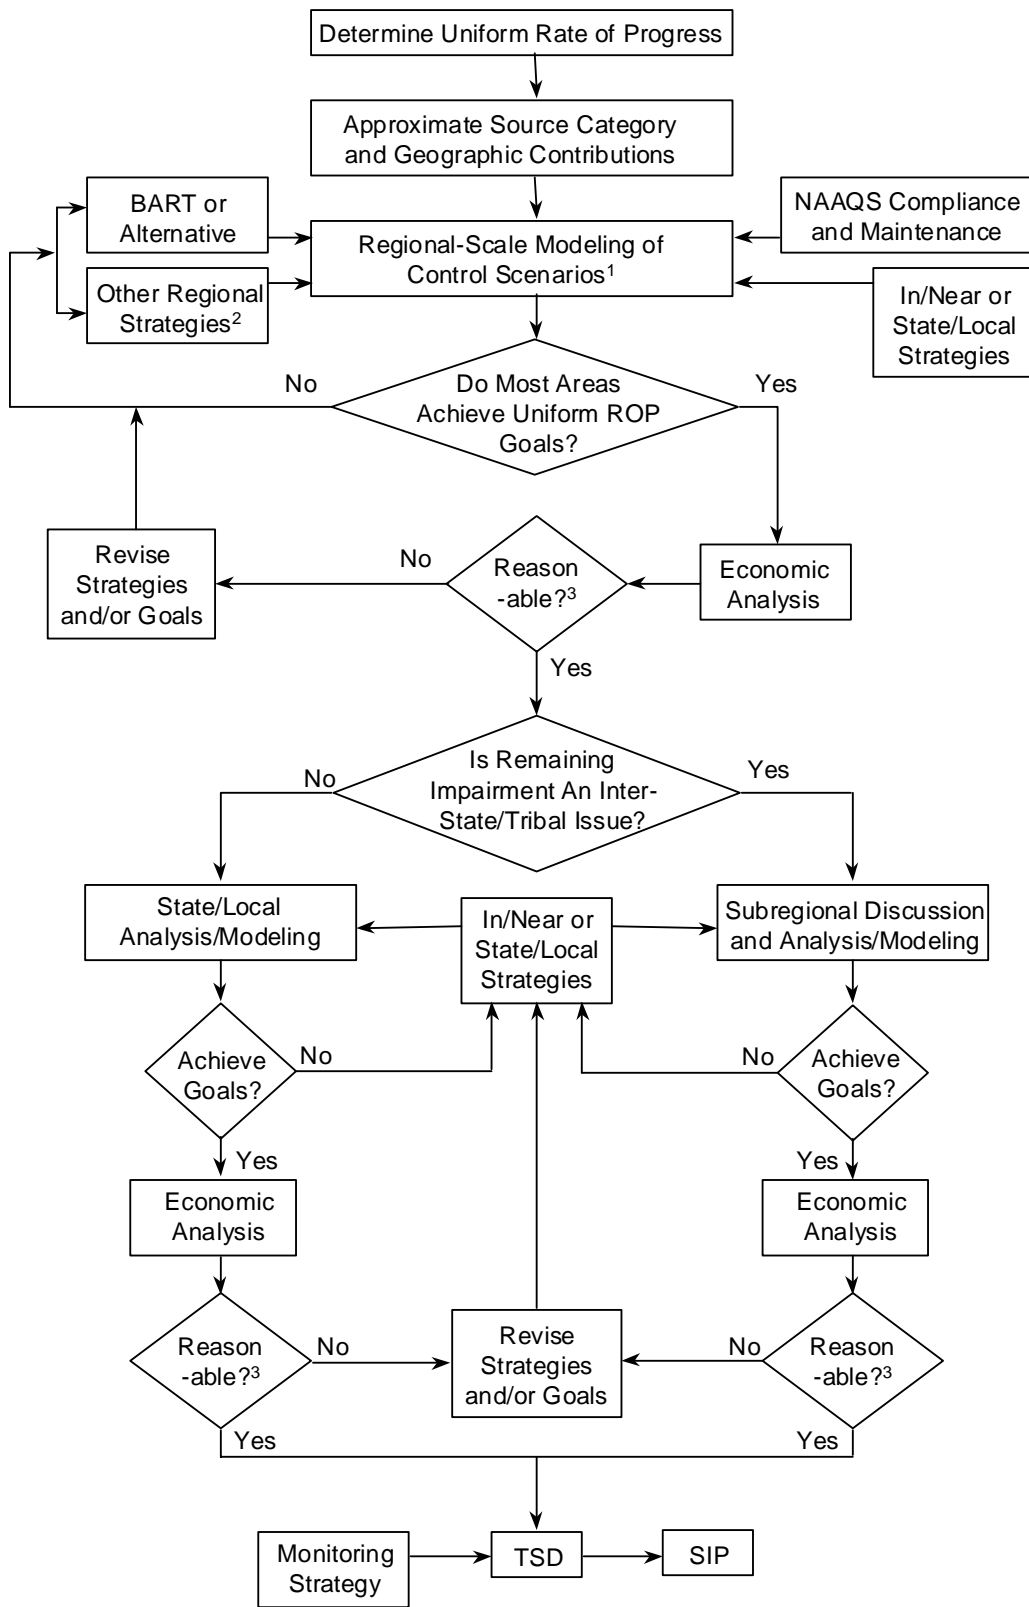 Determine Uniform Rate of Progress
Approximate Source Category
and Geographic Contributions
BART or
Alternative
NAAQS Compliance
and Maintenance
Regional-Scale Modeling of
Control Scenarios¹
Other Regional
Strategies²
In/Near or
State/Local
Strategies
No
Do Most Areas
Achieve Uniform ROP
Goals?
Yes
Revise
Strategies
and/or Goals
No
Reason
-able?³
Economic
Analysis
Yes
No
Is Remaining
Impairment An Inter-
State/Tribal Issue?
Yes
State/Local
Analysis/Modeling
In/Near or
State/Local
Strategies
Subregional Discussion
and Analysis/Modeling
Achieve
Goals?
No
No
Achieve
Goals?
Yes
Yes
Economic
Analysis
Economic
Analysis
Reason
-able?³
No
Revise
Strategies
and/or Goals
No
Reason
-able?³
Yes
Yes
Monitoring
Strategy
TSD
SIP